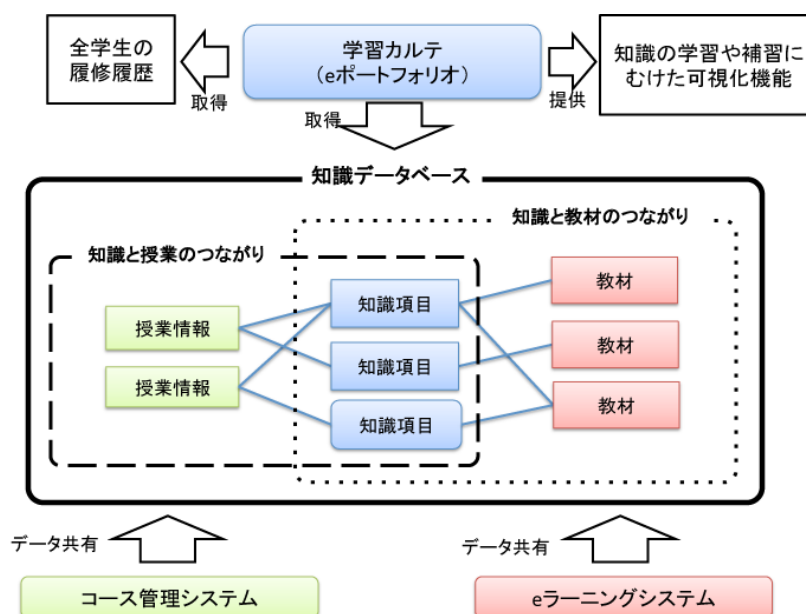 全学生の
履修履歴
学習カルテ
（eポートフォリオ）
知識の学習や補習に
むけた可視化機能
取得
取得
提供
知識データベース
知識と教材のつながり
知識と授業のつながり
授業情報
授業情報
知識項目
知識項目
知識項目
教材
教材
教材
データ共有
データ共有
コース管理システム
eラーニングシステム